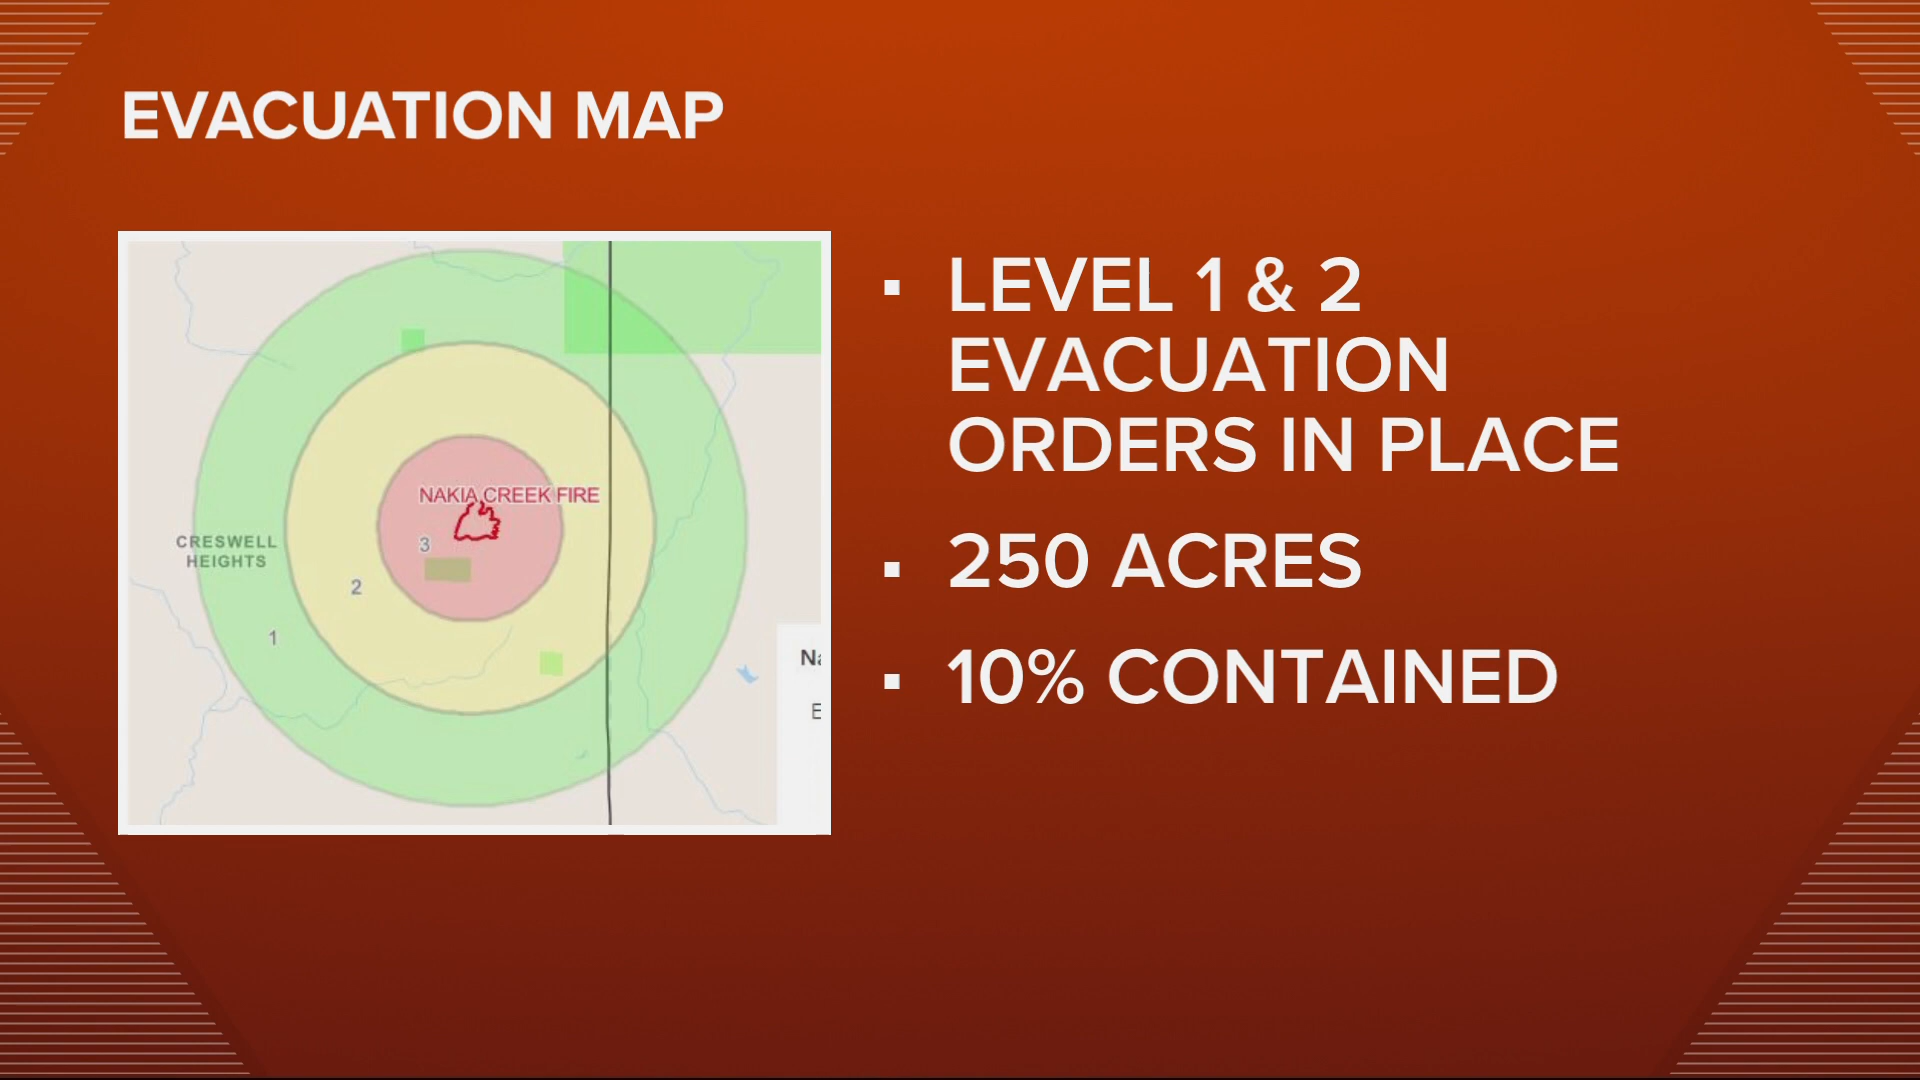 EVACUATION MAP
NAKIA CREEK FIRE
3
CRESWELL
HEIGHTS
2
1
LEVEL 1 & 2
EVACUATION
ORDERS IN PLACE
250 ACRES
10% CONTAINED